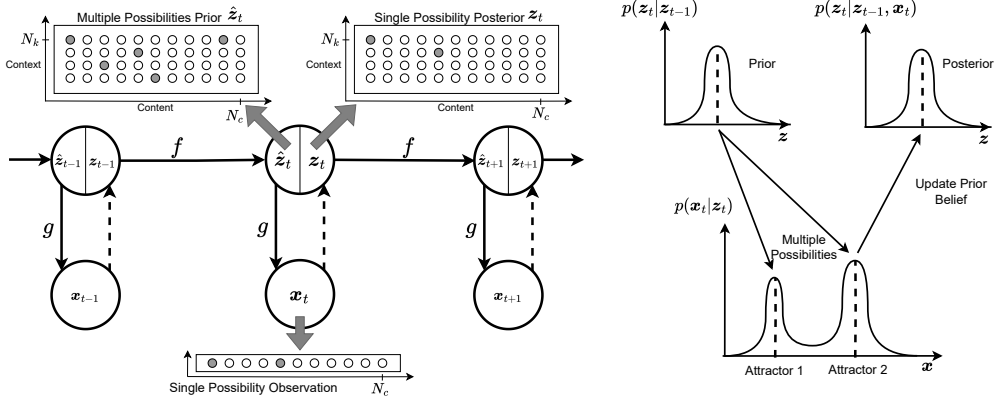 Multiple Possibilities Prior ẑ_t
N_k
Context
Content
N_c
Single Possibility Posterior z_t
N_k
Context
Content
N_c
ẑ_{t−1} z_{t−1}
f
ẑ_t z_t
f
ẑ_{t+1} z_{t+1}
g
g
g
x_{t−1}
x_t
x_{t+1}
Single Possibility Observation
N_c
p(z_t|z_{t−1})
Prior
z
p(z_t|z_{t−1}, x_t)
Posterior
z
Update Prior
Belief
p(x_t|z_t)
Multiple
Possibilities
Attractor 1
Attractor 2
x